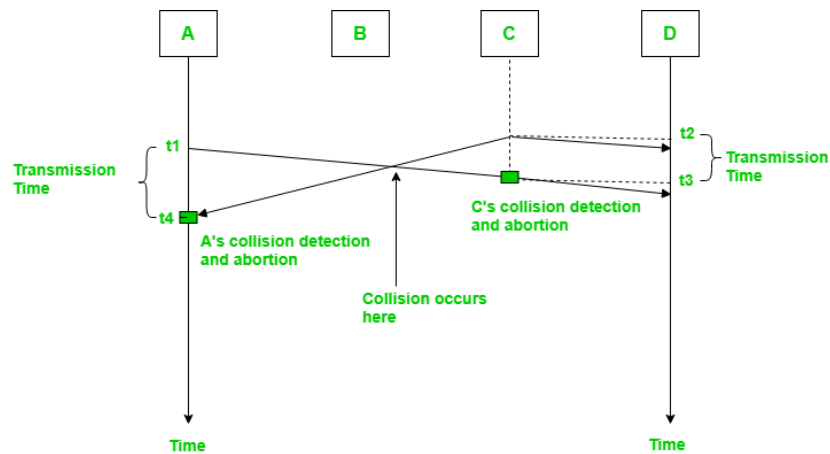 A
B
C
D
t1
t2
Transmission
Time
Transmission
Time
t3
t4
C's collision detection
and abortion
A's collision detection
and abortion
Collision occurs
here
Time
Time